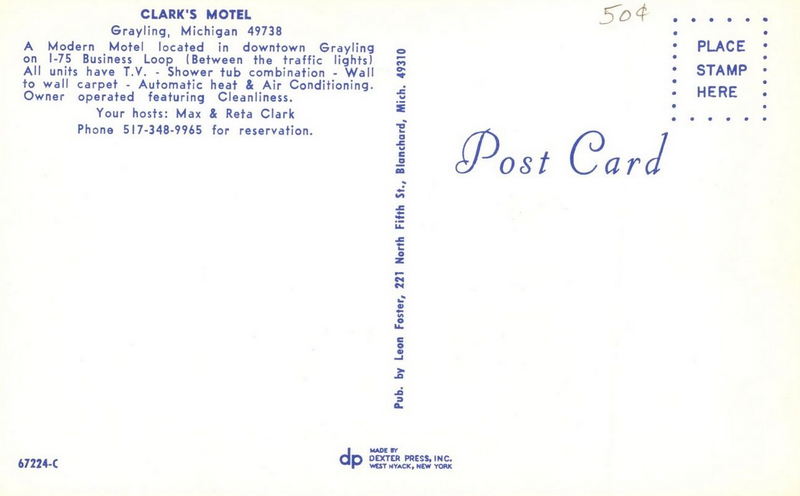 CLARK'S MOTEL
Grayling, Michigan 49738
A Modern Motel located in downtown Grayling
on I-75 Business Loop (Between the traffic lights)
All units have T.V. - Shower tub combination - Wall
to wall carpet - Automatic heat & Air Conditioning.
Owner operated featuring Cleanliness.
Your hosts: Max & Reta Clark
Phone 517-348-9965 for reservation.
67224-C
Pub. by Leon Foster, 221 North Fifth St., Blanchard, Mich. 49310
dp
MADE BY
DEXTER PRESS, INC.
WEST NYACK, NEW YORK
50¢
PLACE
STAMP
HERE
Post Card